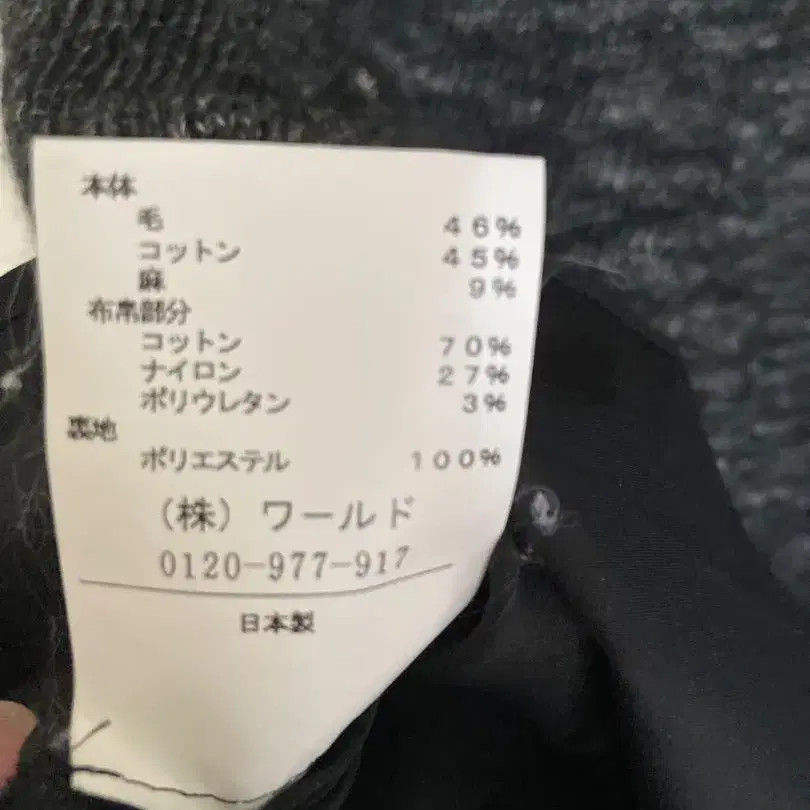 本体
毛 46%
コットン 45%
麻 9%
布帛部分
コットン 70%
ナイロン 27%
ポリウレタン 3%
裏地
ポリエステル 100%
(株)ワールド
0120-977-917
日本製